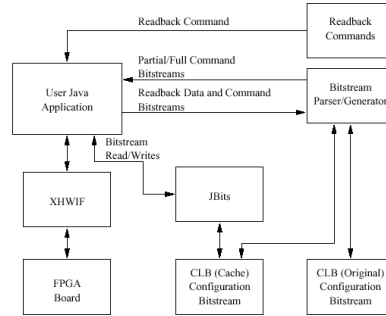 Readback Command
Readback
Commands
Partial/Full Command
Bitstreams
User Java
Application
Readback Data and Command
Bitstreams
Bitstream
Parser/Generator
Bitstream
Read/Writes
XHWIF
JBits
FPGA
Board
CLB (Cache)
Configuration
Bitstream
CLB (Original)
Configuration
Bitstream